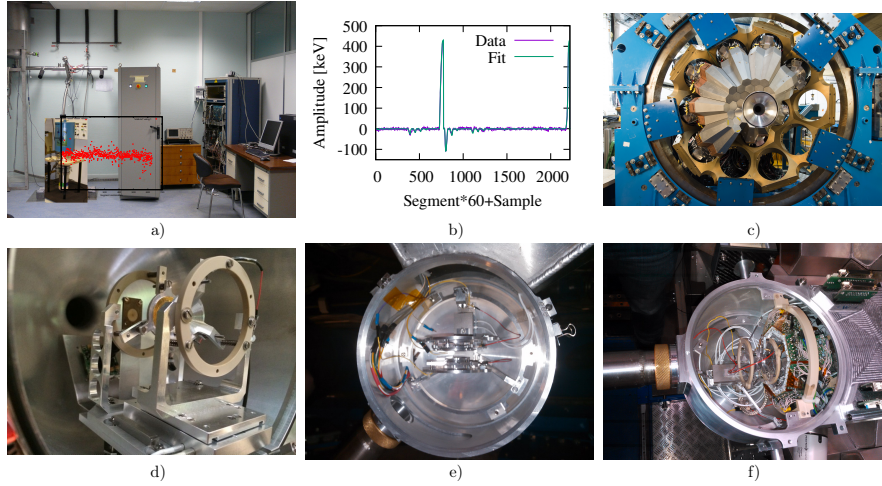 a)
500
400
300
200
100
0
-100
Amplitude [keV]
Data
Fit
0
500
1000
1500
2000
Segment*60+Sample
b)
c)
d)
e)
f)